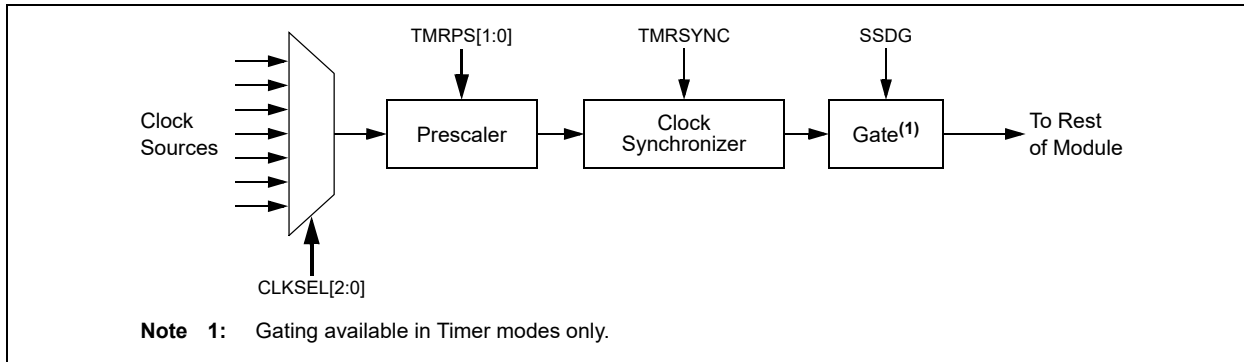 TMRPS[1:0]
TMRSYNC
SSDG
Clock
Sources
Prescaler
Clock
Synchronizer
Gate(1)
To Rest
of Module
CLKSEL[2:0]
Note 1: Gating available in Timer modes only.